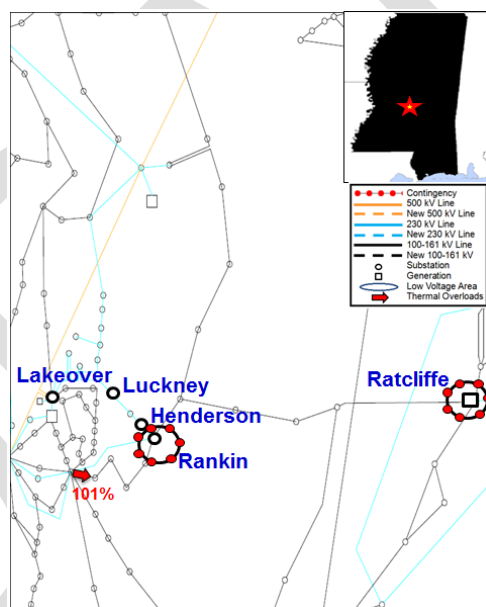 Contingency
500 kV Line
New 500 kV Line
230 kV Line
New 230 kV Line
100-161 kV Line
New 100-161 kV
Substation
Generation
Low Voltage Area
Thermal Overloads
Lakeover
Luckney
Henderson
Rankin
Ratcliffe
101%